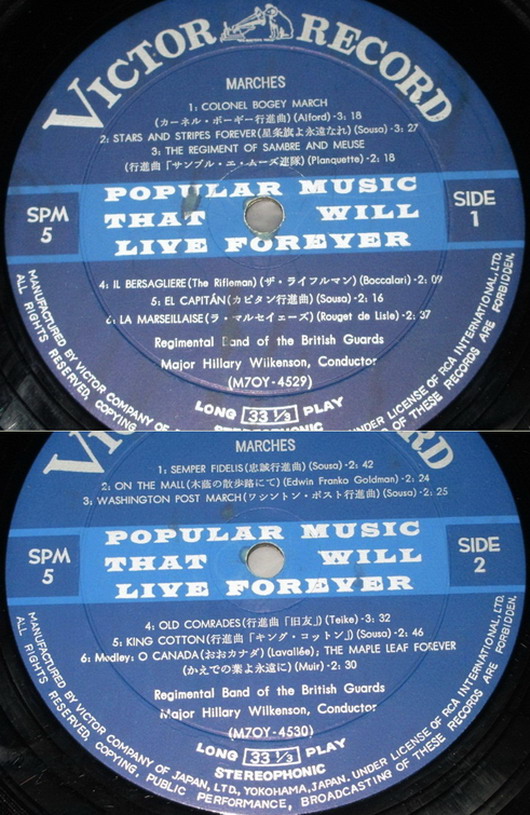 VICTOR RECORD
MARCHES
1: COLONEL BOGEY MARCH
(カーネル・ボーギー行進曲) (Alford)-3; 18
2: STARS AND STRIPES FOREVER (星条旗よ永遠なれ) (Sousa)-3; 27
3: THE REGIMENT OF SAMBRE AND MEUSE
(行進曲「サンブル・エ・ムーズ連隊) (Planquette)-2; 18
POPULAR MUSIC
THAT WILL
LIVE FOREVER
SPM
5
SIDE
1
4: IL BERSAGLIERE (The Rifleman) (ザ・ライフルマン) (Boccalari)-2; 09
5: EL CAPITÁN (カピタン行進曲) (Sousa)-2; 16
6: LA MARSEILLAISE (ラ・マルセイエーズ) (Rouget de Lisle)-2; 37
Regimental Band of the British Guards
Major Hillary Wilkenson, Conductor
(M7OY-4529)
LONG 33 1/3 PLAY
STEREOPHONIC
MANUFACTURED BY VICTOR COMPANY OF
UNDER LICENSE OF RCA INTERNATIONAL, LTD.
ALL RIGHTS RESERVED, COPYING,
OF THESE RECORDS ARE FORBIDDEN.
MARCHES
1: SEMPER FIDELIS (忠誠行進曲) (Sousa)-2; 42
2: ON THE MALL (木蔭の散歩路にて) (Edwin Franko Goldman)-2; 24
3: WASHINGTON POST MARCH (ワシントン・ポスト行進曲) (Sousa)-2; 25
POPULAR MUSIC
THAT WILL
LIVE FOREVER
SPM
5
SIDE
2
4: OLD COMRADES (行進曲「旧友」) (Teike)-3; 32
5: KING COTTON (行進曲「キング・コットン」) (Sousa)-2; 46
6: Medley: O CANADA (おおカナダ) (Lavallée); THE MAPLE LEAF FOREVER
(かえでの葉よ永遠に) (Muir)-2; 30
Regimental Band of the British Guards
Major Hillary Wilkenson, Conductor
(M7OY-4530)
LONG 33 1/3 PLAY
STEREOPHONIC
MANUFACTURED BY VICTOR COMPANY OF JAPAN, LTD., YOKOHAMA, JAPAN. UNDER LICENSE OF RCA INTERNATIONAL, LTD.
ALL RIGHTS RESERVED, COPYING, PUBLIC PERFORMANCE, BROADCASTING OF THESE RECORDS ARE FORBIDDEN.